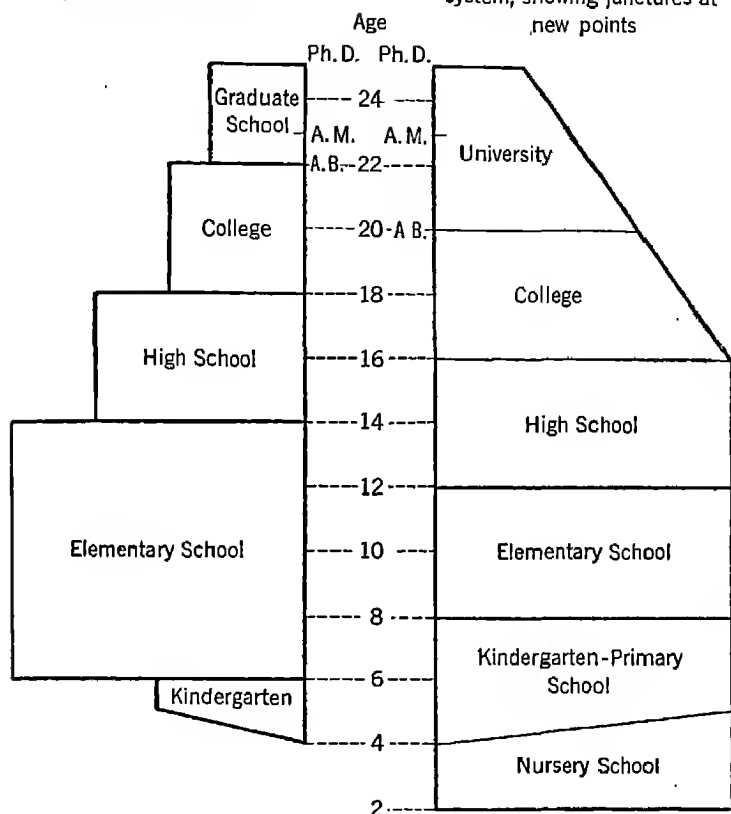 system, showing junctures at
new points
Age
Ph. D. Ph. D.
Graduate
School
24
A. M. A. M.
A.B. 22
University
College
20 A B.
18
College
High School
16
14
High School
12
Elementary School
10
Elementary School
8
Kindergarten-Primary
School
6
Kindergarten
4
Nursery School
2